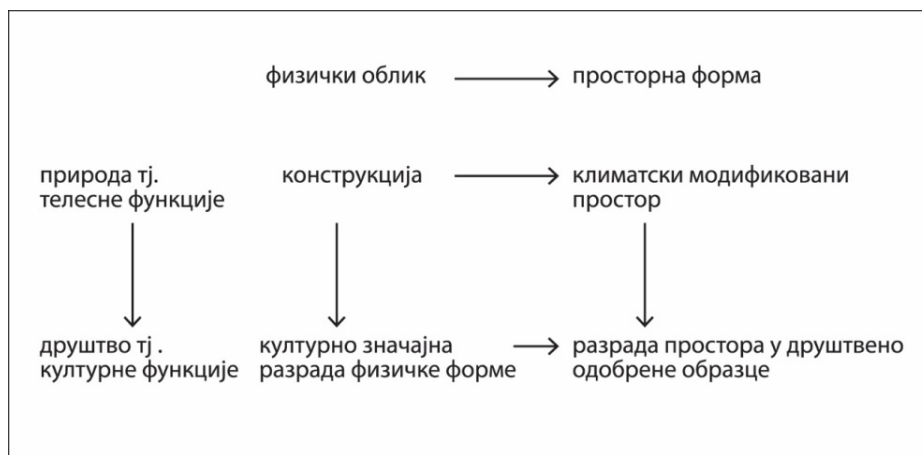 физички облик
просторна форма
природа тј.
телесне функције
конструкција
климатски модификовани
простор
друштво тј .
културне функције
културно значајна
разрада физичке форме
разрада простора у друштвено
одобрене образце